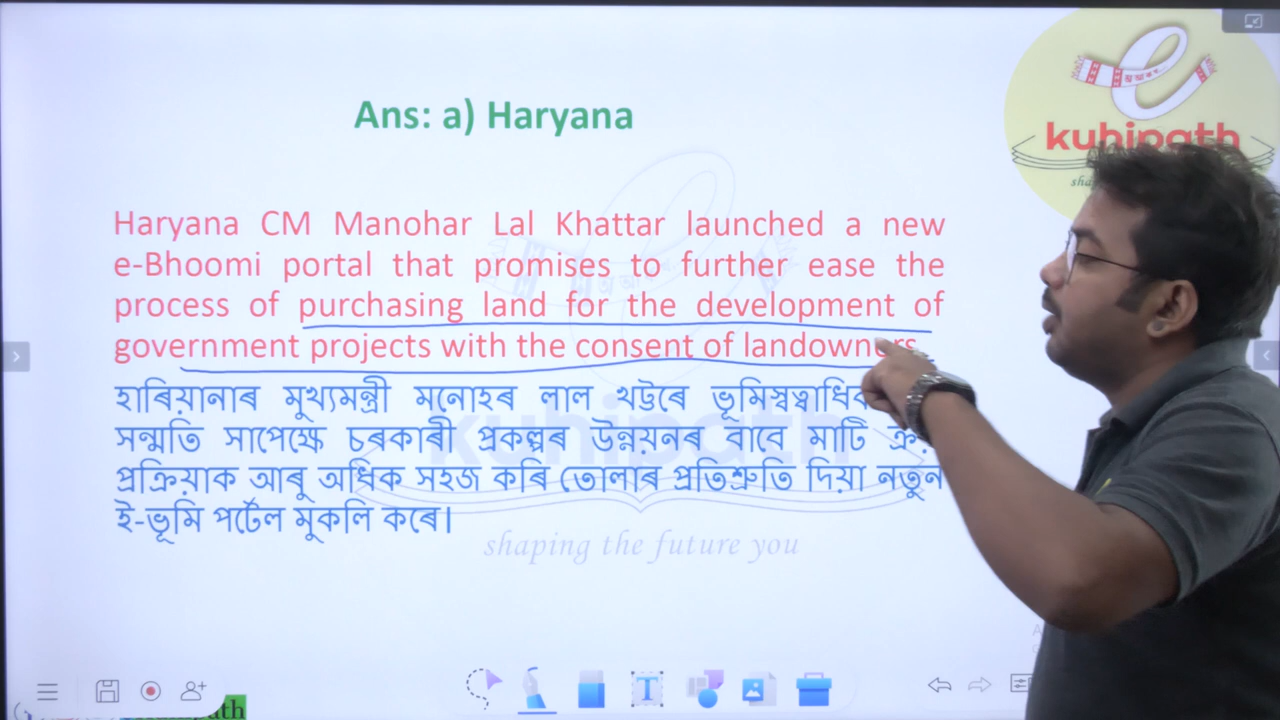 Ans: a) Haryana
kuhipath
Haryana CM Manohar Lal Khattar launched a new
e-Bhoomi portal that promises to further ease the
process of purchasing land for the development of
government projects with the consent of landowners.
হাৰিয়ানাৰ মুখ্যমন্ত্ৰী মনোহৰ লাল খট্টৰে
সন্মতি সাপেক্ষে চৰকাৰী প্ৰকল্পৰ উন্নয়নৰ বাবে মাটি
প্ৰক্ৰিয়াক আৰু অধিক সহজ কৰি তোলাৰ প্ৰতিশ্ৰুতি দিয়া নতুন
ই-ভূমি পৰ্টেল মুকলি কৰে।
kuhipath
shaping the future you